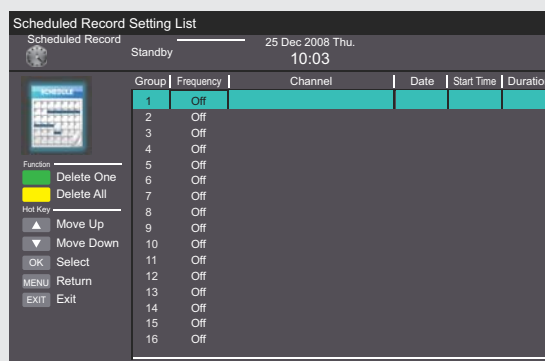 Scheduled Record Setting List
Scheduled Record
Standby
25 Dec 2008 Thu.
10:03
SCHEDULE
Group Frequency Channel Date Start Time Duratio
1 Off
2 Off
3 Off
4 Off
5 Off
6 Off
7 Off
8 Off
9 Off
10 Off
11 Off
12 Off
13 Off
14 Off
15 Off
16 Off
Function
Delete One
Delete All
Hot Key
Move Up
Move Down
OK Select
MENU Return
EXIT Exit